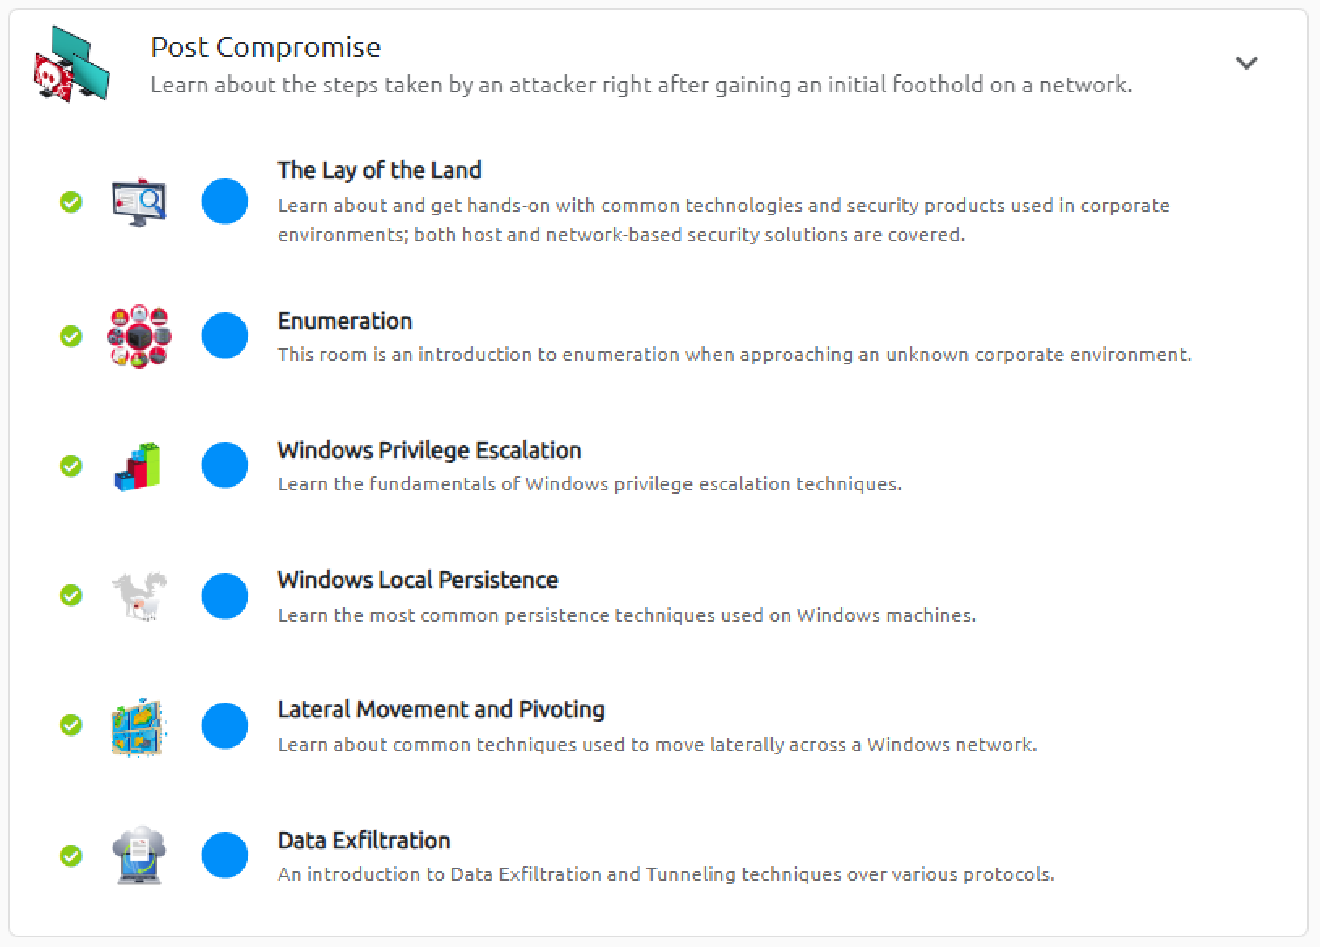 Post Compromise
Learn about the steps taken by an attacker right after gaining an initial foothold on a network.
The Lay of the Land
Learn about and get hands-on with common technologies and security products used in corporate
environments; both host and network-based security solutions are covered.
Enumeration
This room is an introduction to enumeration when approaching an unknown corporate environment.
Windows Privilege Escalation
Learn the fundamentals of Windows privilege escalation techniques.
Windows Local Persistence
Learn the most common persistence techniques used on Windows machines.
Lateral Movement and Pivoting
Learn about common techniques used to move laterally across a Windows network.
Data Exfiltration
An introduction to Data Exfiltration and Tunneling techniques over various protocols.